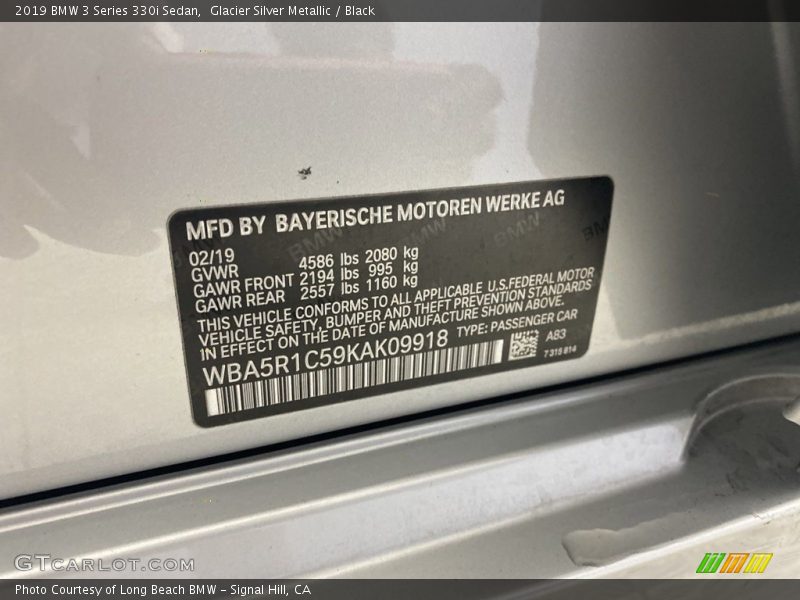 2019 BMW 3 Series 330i Sedan,  Glacier Silver Metallic / Black
MFD BY BAYERISCHE MOTOREN WERKE AG
02/19
GVWR 4586 lbs 2080 kg
GAWR FRONT 2194 lbs 995 kg
GAWR REAR 2557 lbs 1160 kg
THIS VEHICLE CONFORMS TO ALL APPLICABLE U.S.FEDERAL MOTOR
VEHICLE SAFETY, BUMPER AND THEFT PREVENTION STANDARDS
IN EFFECT ON THE DATE OF MANUFACTURE SHOWN ABOVE.
WBA5R1C59KAK09918 TYPE: PASSENGER CAR
A83
7 315 814
GTCARLOT.COM
Photo Courtesy of Long Beach BMW – Signal Hill, CA